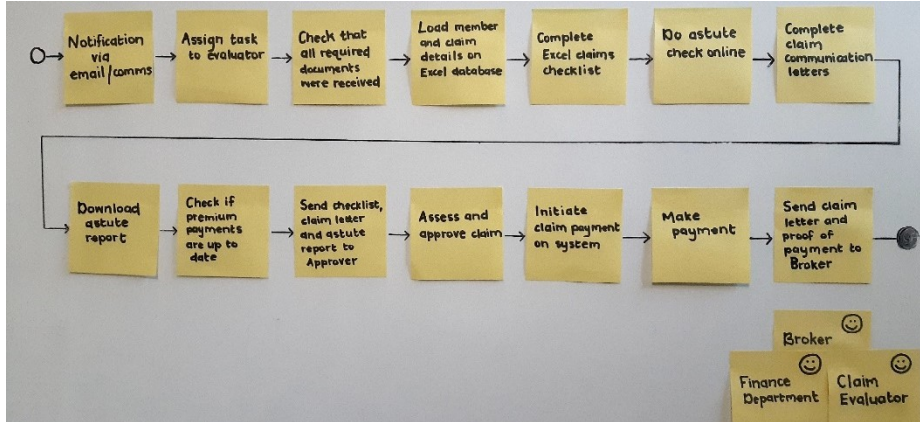 Notification
via
email/comms
Assign task
to evaluator
Check that
all required
documents
were received
Load member
and claim
details on
Excel database
Complete
Excel claims
checklist
Do astute
check online
Complete
claim
communication
letters
Download
astute
report
Check if
premium
payments
are up to
date
Send checklist,
claim letter
and astute
report to
Approver
Assess and
approve claim
Initiate
claim payment
on system
Make
payment
Send claim
letter and
proof of
payment to
Broker
Broker
Finance
Department
Claim
Evaluator